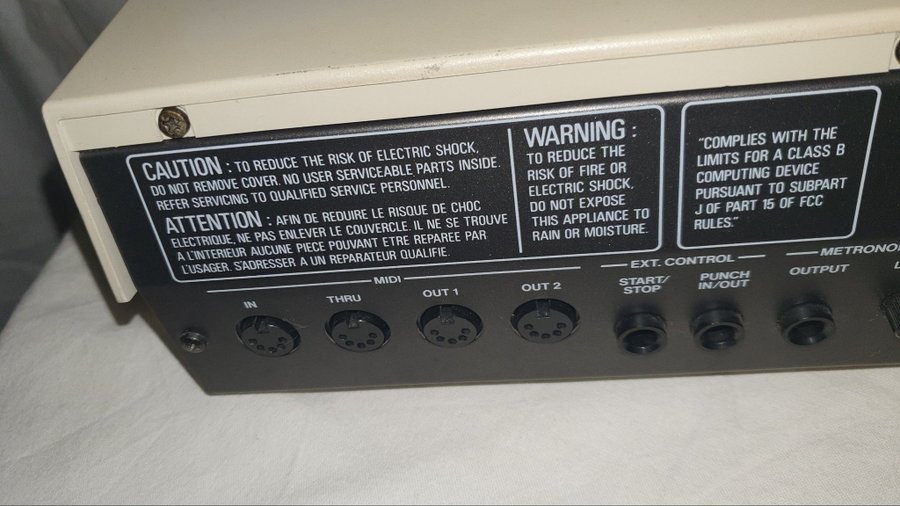 CAUTION : TO REDUCE THE RISK OF ELECTRIC SHOCK,
DO NOT REMOVE COVER. NO USER SERVICEABLE PARTS INSIDE.
REFER SERVICING TO QUALIFIED SERVICE PERSONNEL.
ATTENTION : AFIN DE REDUIRE LE RISQUE DE CHOC
ELECTRIQUE, NE PAS ENLEVER LE COUVERCLE. IL NE SE TROUVE
A L'INTERIEUR AUCUNE PIECE POUVANT ETRE REPAREE PAR
L'USAGER. S'ADRESSER A UN REPARATEUR QUALIFIE.
WARNING :
TO REDUCE THE
RISK OF FIRE OR
ELECTRIC SHOCK,
DO NOT EXPOSE
THIS APPLIANCE TO
RAIN OR MOISTURE.
"COMPLIES WITH THE
LIMITS FOR A CLASS B
COMPUTING DEVICE
PURSUANT TO SUBPART
J OF PART 15 OF FCC
RULES."
MIDI
IN
THRU
OUT 1
OUT 2
EXT. CONTROL
START/
STOP
PUNCH
IN/OUT
METRONO
OUTPUT